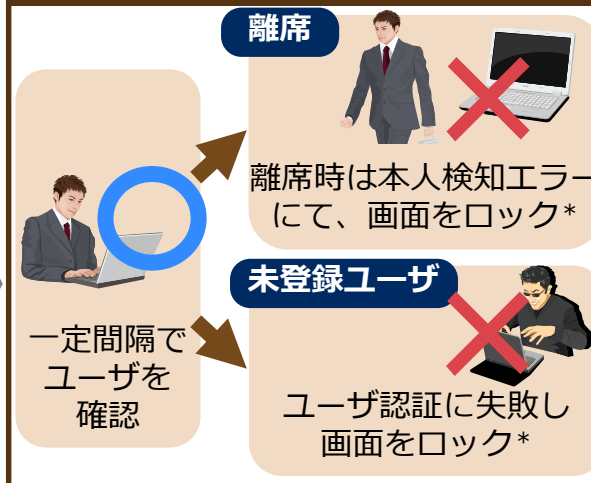 離席
離席時は本人検知エラー
にて、画面をロック*
一定間隔で
ユーザを
確認
未登録ユーザ
ユーザ認証に失敗し
画面をロック*